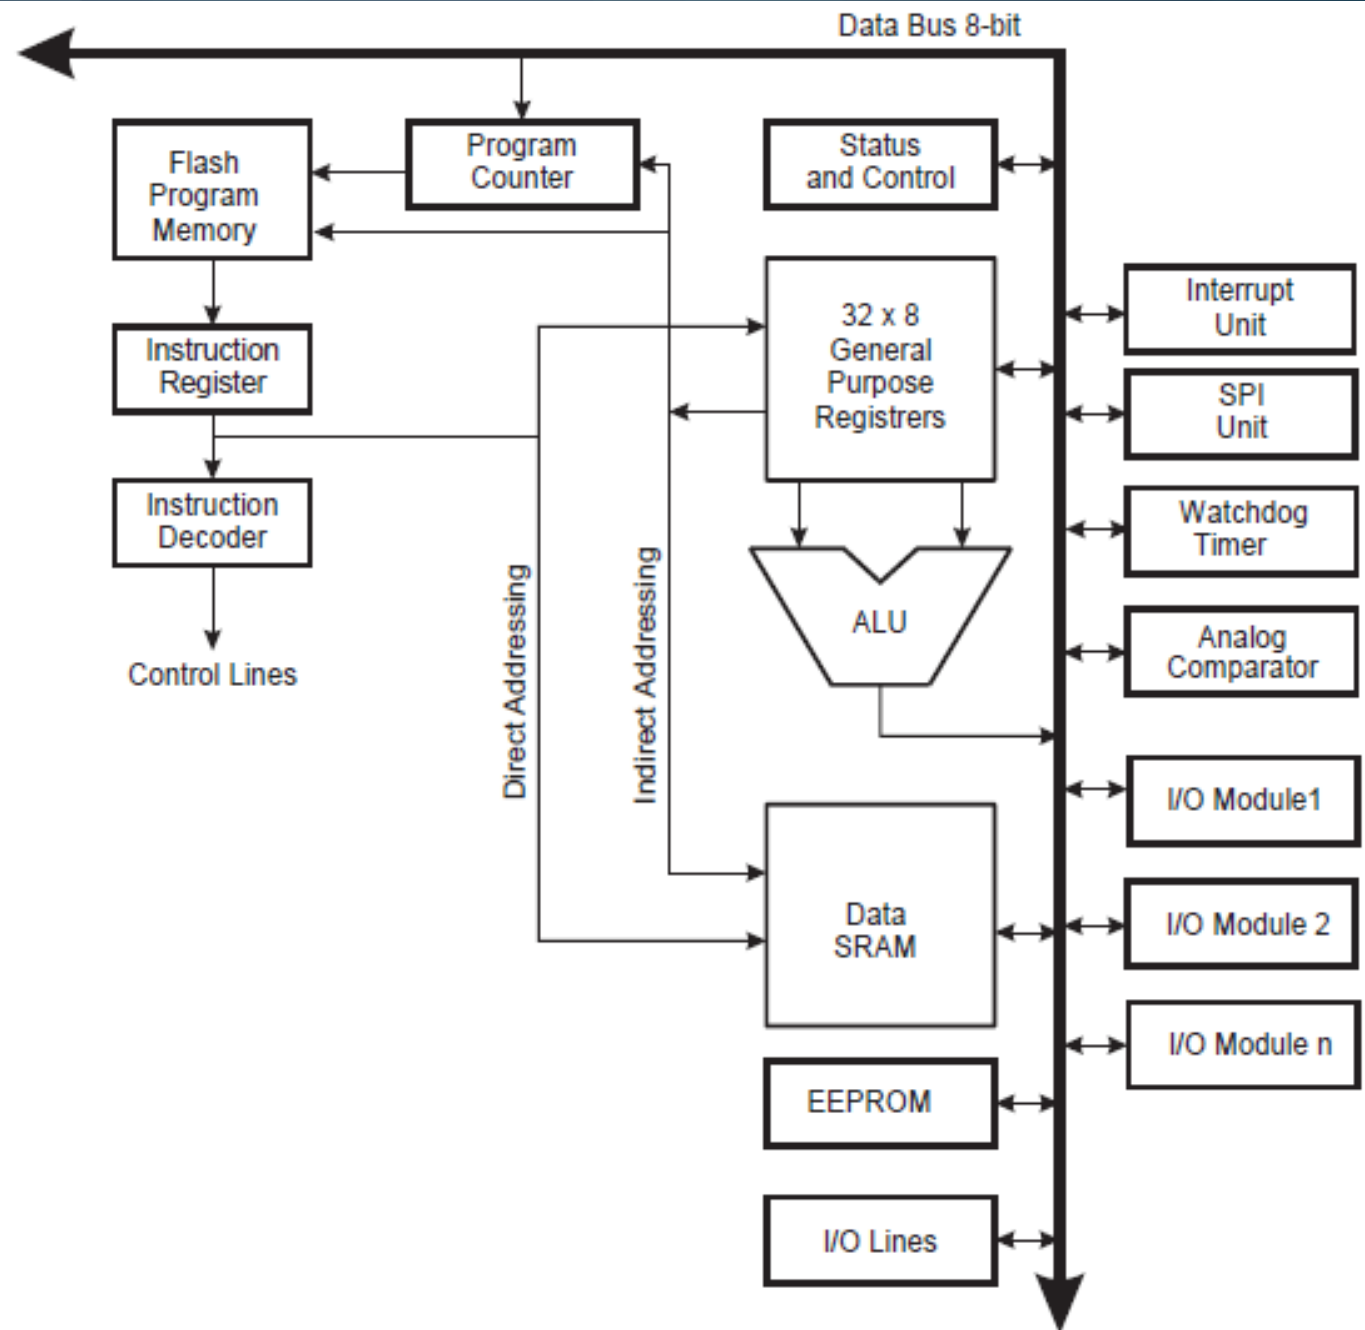 Data Bus 8-bit
Flash
Program
Memory
Program
Counter
Status
and Control
Instruction
Register
32 x 8
General
Purpose
Registrers
Interrupt
Unit
SPI
Unit
Instruction
Decoder
Watchdog
Timer
Control Lines
Direct Addressing
Indirect Addressing
ALU
Analog
Comparator
I/O Module1
Data
SRAM
I/O Module 2
I/O Module n
EEPROM
I/O Lines